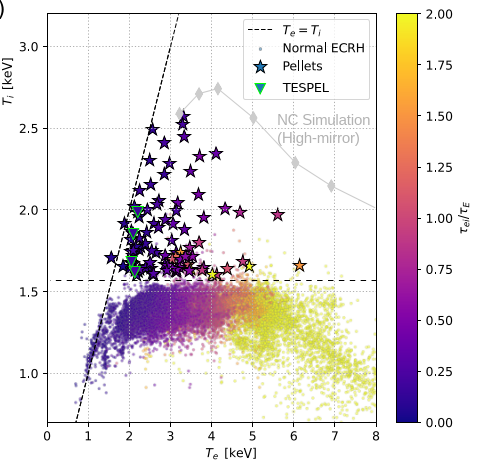 )
T_i [keV]
3.0
2.5
2.0
1.5
1.0
0
1
2
3
4
5
6
7
8
T_e [keV]
T_e = T_i
Normal ECRH
Pellets
TESPEL
NC Simulation
(High-mirror)
2.00
1.75
1.50
1.25
1.00
0.75
0.50
0.25
0.00
τ_ei/τ_E